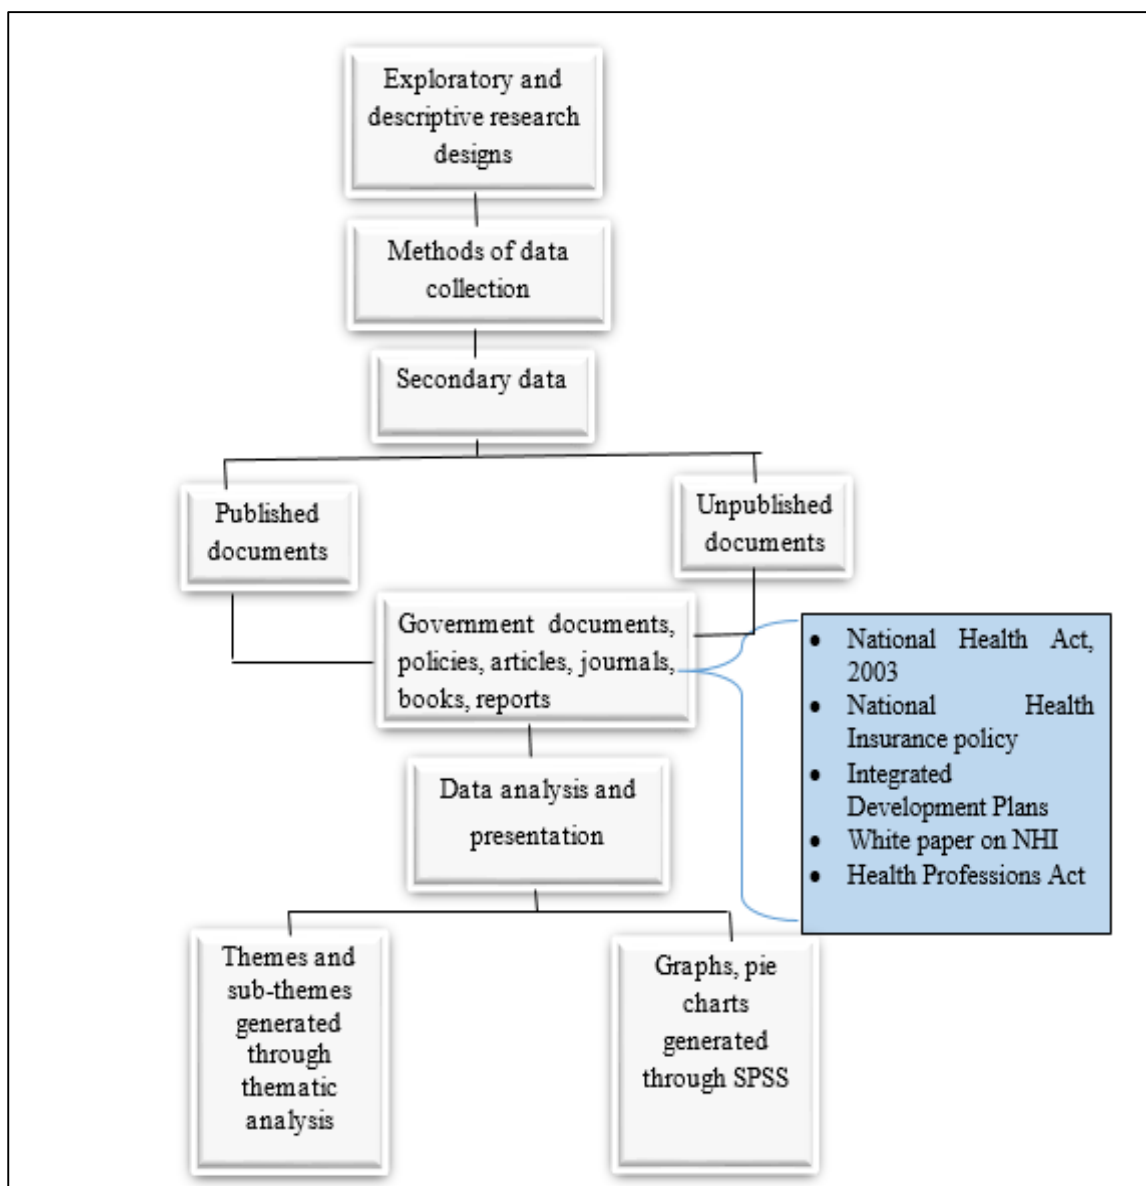 Exploratory and
descriptive research
designs
Methods of data
collection
Secondary data
Published
documents
Unpublished
documents
Government documents,
policies, articles, journals,
books, reports
• National Health Act,
2003
• National Health
Insurance policy
• Integrated
Development Plans
• White paper on NHI
• Health Professions Act
Data analysis and
presentation
Themes and
sub-themes
generated
through
thematic
analysis
Graphs, pie
charts
generated
through SPSS